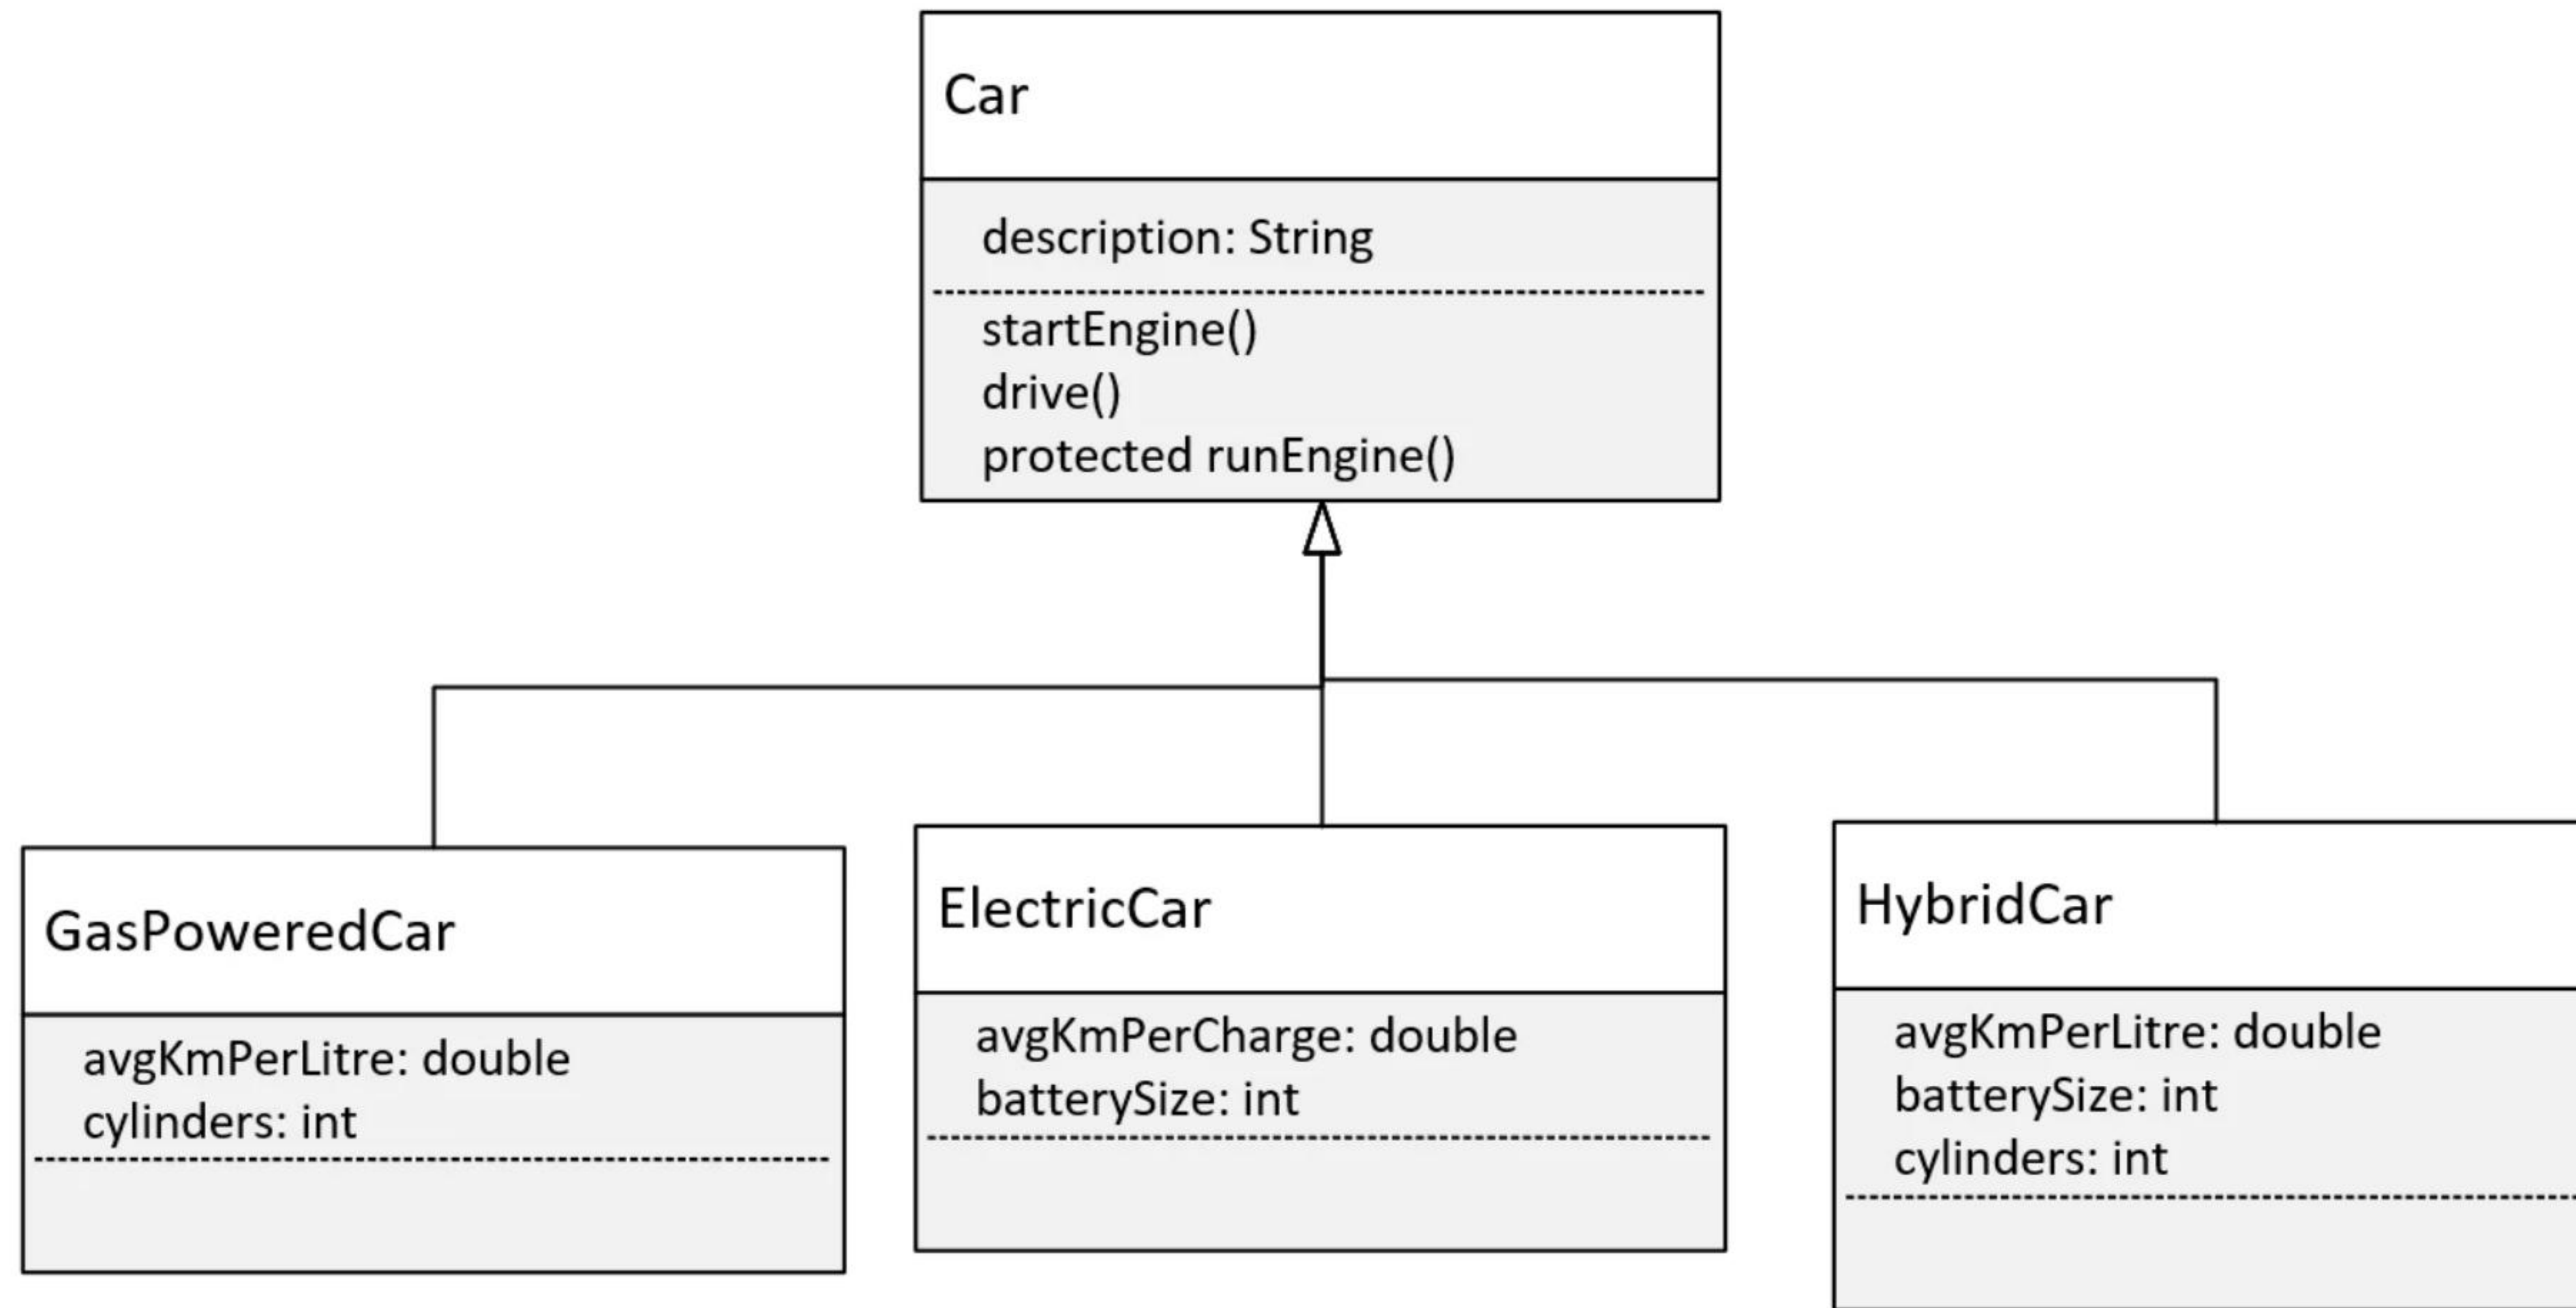 Car
description: String
startEngine()
drive()
protected runEngine()
GasPoweredCar
avgKmPerLitre: double
cylinders: int
ElectricCar
avgKmPerCharge: double
batterySize: int
HybridCar
avgKmPerLitre: double
batterySize: int
cylinders: int